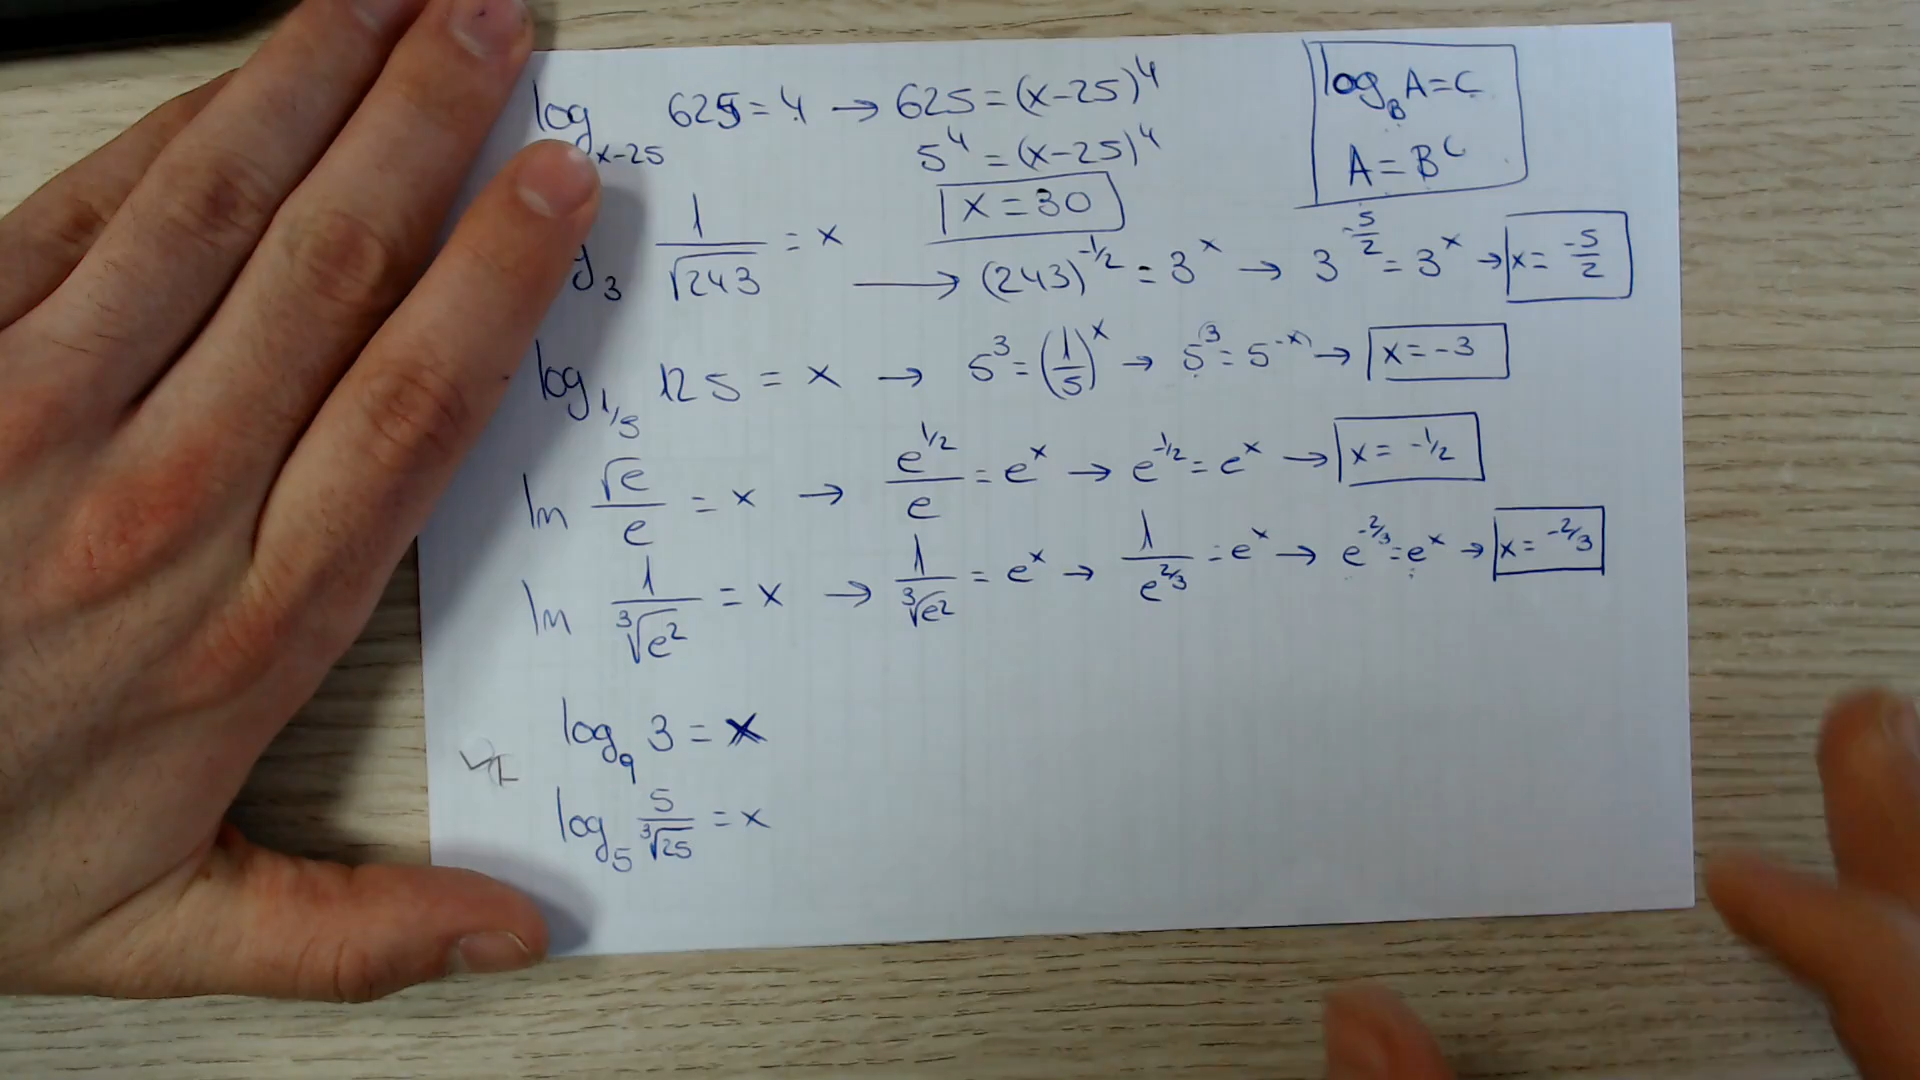 log_{x-25} 625 = 4 → 625 = (x-25)^4
5^4 = (x-25)^4
x = 30
log_B A = C
A = B^C
g_3 1/√243 = x → (243)^{-1/2} = 3^x → 3^{-5/2} = 3^x → x = -5/2
log_{1/5} 125 = x → 5^3 = (1/5)^x → 5^3 = 5^{-x} → x = -3
ln √e/e = x → e^{1/2}/e = e^x → e^{-1/2} = e^x → x = -1/2
ln 1/∛e^2 = x → 1/∛e^2 = e^x → 1/e^{2/3} = e^x → e^{-2/3} = e^x → x = -2/3
log_9 3 = x
log_5 5/∛25 = x